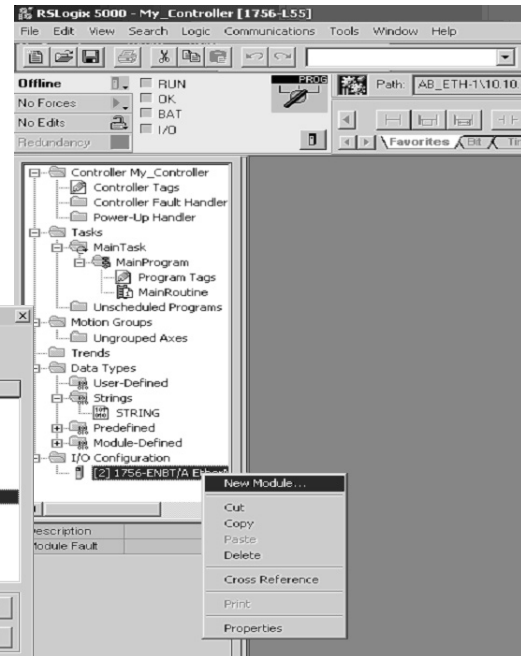 RSLogix 5000 - My_Controller [1756-L55]
File Edit View Search Logic Communications Tools Window Help
Offline
RUN
No Forces
OK
No Edits
BAT
Redundancy
I/O
PROG
Path: AB_ETH-1\10.10
Favorites Bit
Controller My_Controller
Controller Tags
Controller Fault Handler
Power-Up Handler
Tasks
MainTask
MainProgram
Program Tags
MainRoutine
Unscheduled Programs
Motion Groups
Ungrouped Axes
Trends
Data Types
User-Defined
Strings
STRING
Predefined
Module-Defined
I/O Configuration
[2] 1756-ENBT/A
New Module...
Cut
Copy
Paste
Delete
Cross Reference
Print
Properties
Description
Module Fault